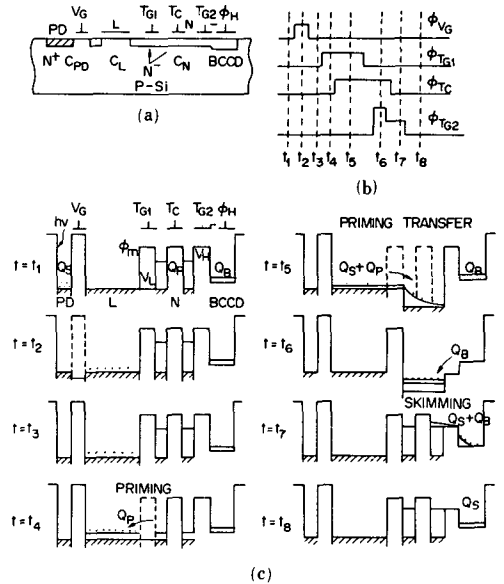 PD V_G L T_G1 T_C N T_G2 φ_H
N+ C_PD C_L N⁻ C_N BCCD
P-Si
(a)
φ_VG
φ_TG1
φ_TC
φ_TG2
t₁ t₂ t₃ t₄ t₅ t₆ t₇ t₈
(b)
hν V_G T_G1 T_C T_G2 φ_H
t = t₁ Q_S φ_m V_L Q_P V_H Q_B
PD L N BCCD
t = t₂
t = t₃
PRIMING
t = t₄ Q_P
PRIMING TRANSFER
t = t₅ Q_S+Q_P Q_B
t = t₆ Q_B
SKIMMING
t = t₇ Q_S+Q_B
t = t₈ Q_S
(c)